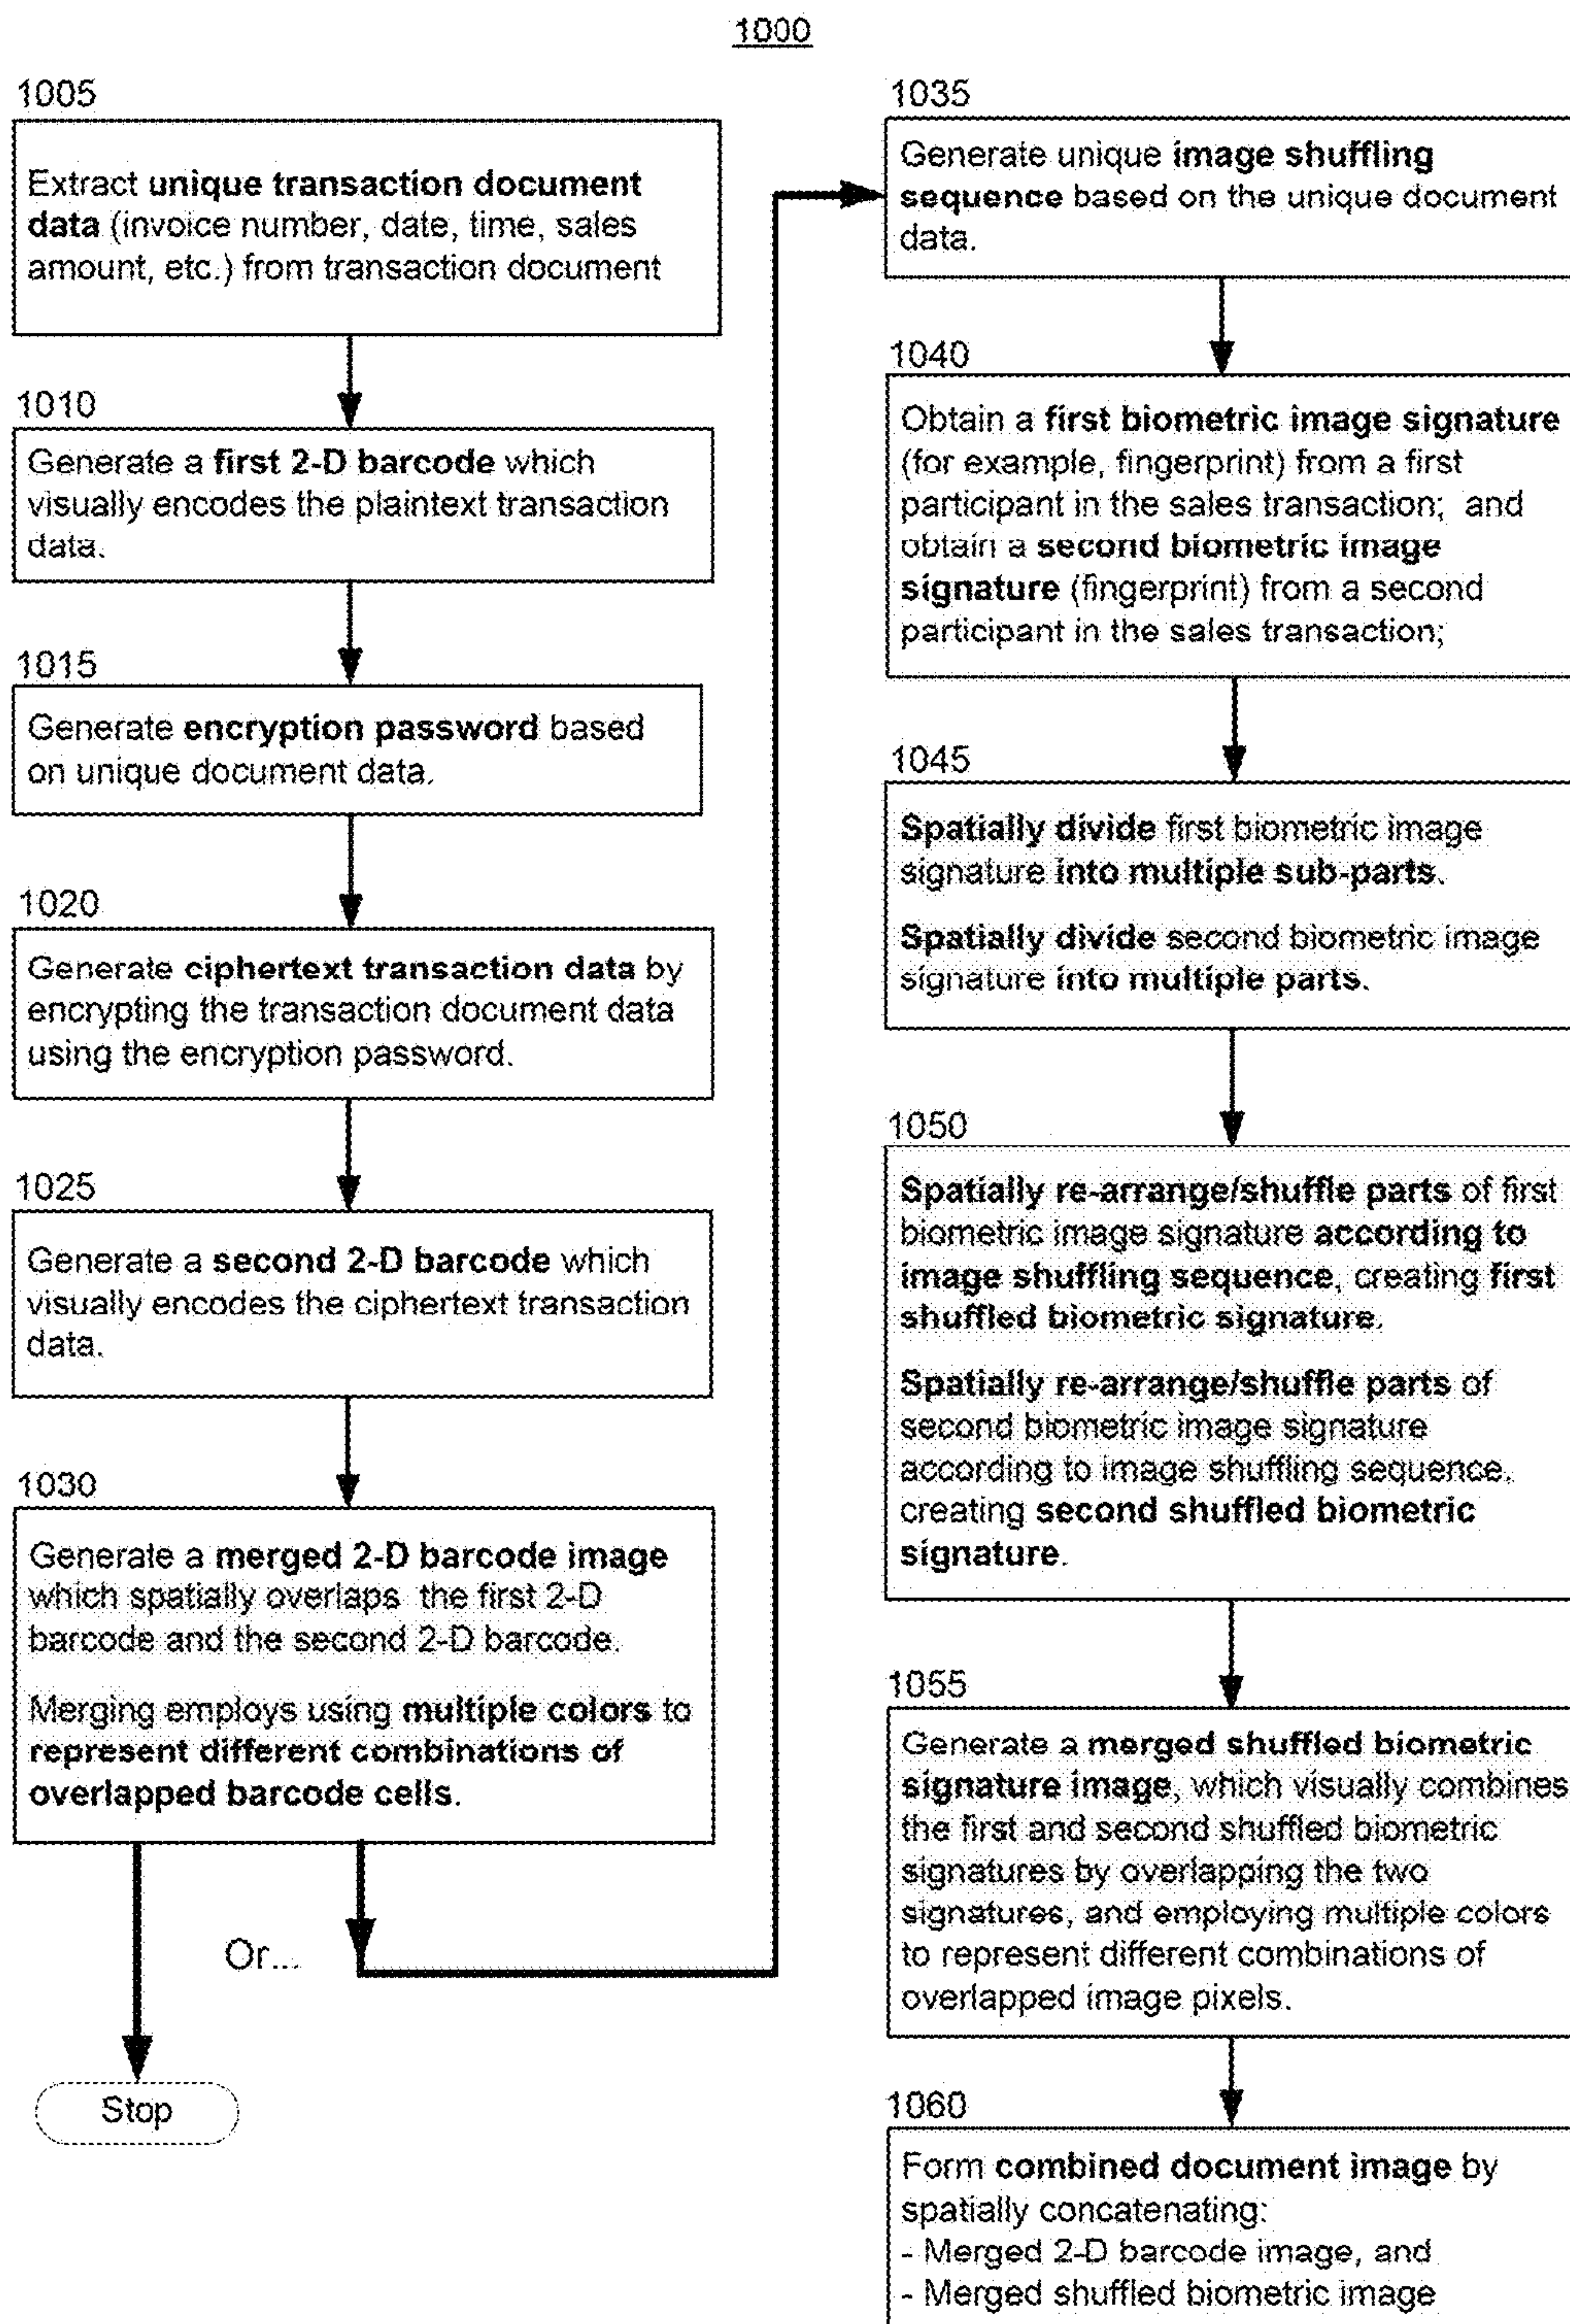 1000
1005
Extract unique transaction document
data (invoice number, date, time, sales
amount, etc.) from transaction document
1010
Generate a first 2-D barcode which
visually encodes the plaintext transaction
data.
1015
Generate encryption password based
on unique document data.
1020
Generate ciphertext transaction data by
encrypting the transaction document data
using the encryption password.
1025
Generate a second 2-D barcode which
visually encodes the ciphertext transaction
data.
1030
Generate a merged 2-D barcode image
which spatially overlaps the first 2-D
barcode and the second 2-D barcode.
Merging employs using multiple colors to
represent different combinations of
overlapped barcode cells.
Or...
Stop
1035
Generate unique image shuffling
sequence based on the unique document
data.
1040
Obtain a first biometric image signature
(for example, fingerprint) from a first
participant in the sales transaction; and
obtain a second biometric image
signature (fingerprint) from a second
participant in the sales transaction;
1045
Spatially divide first biometric image
signature into multiple sub-parts.
Spatially divide second biometric image
signature into multiple parts.
1050
Spatially re-arrange/shuffle parts of first
biometric image signature according to
image shuffling sequence, creating first
shuffled biometric signature.
Spatially re-arrange/shuffle parts of
second biometric image signature
according to image shuffling sequence,
creating second shuffled biometric
signature.
1055
Generate a merged shuffled biometric
signature image, which visually combines
the first and second shuffled biometric
signatures by overlapping the two
signatures, and employing multiple colors
to represent different combinations of
overlapped image pixels.
1060
Form combined document image by
spatially concatenating:
- Merged 2-D barcode image, and
- Merged shuffled biometric image